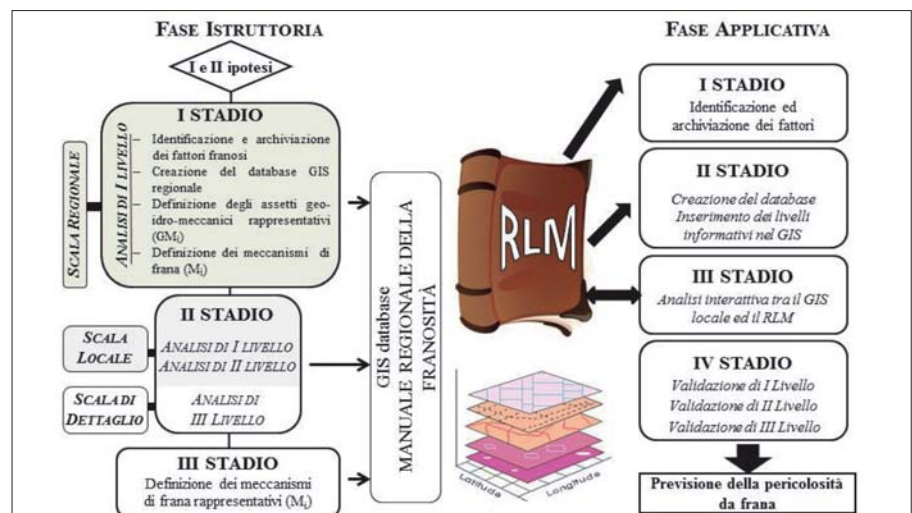 FASE ISTRUTTORIA
I e II ipotesi
SCALA REGIONALE
ANALISI DI I LIVELLO
I STADIO
Identificazione e archiviazione
dei fattori franosi
Creazione del database GIS
regionale
Definizione degli assetti geo-
idro-meccanici rappresentativi
(GMi)
Definizione dei meccanismi
di frana (Mi)
SCALA
LOCALE
II STADIO
ANALISI DI I LIVELLO
ANALISI DI II LIVELLO
SCALA DI
DETTAGLIO
ANALISI DI
III LIVELLO
III STADIO
Definizione dei meccanismi
di frana rappresentativi (Mi)
GIS database
MANUALE REGIONALE DELLA
FRANOSITÀ
RLM
Latitudine
Longitudine
FASE APPLICATIVA
I STADIO
Identificazione ed
archiviazione dei fattori
II STADIO
Creazione del database
Inserimento dei livelli
informativi nel GIS
III STADIO
Analisi interattiva tra il GIS
locale ed il RLM
IV STADIO
Validazione di I Livello
Validazione di II Livello
Validazione di III Livello
Previsione della pericolosità
da frana